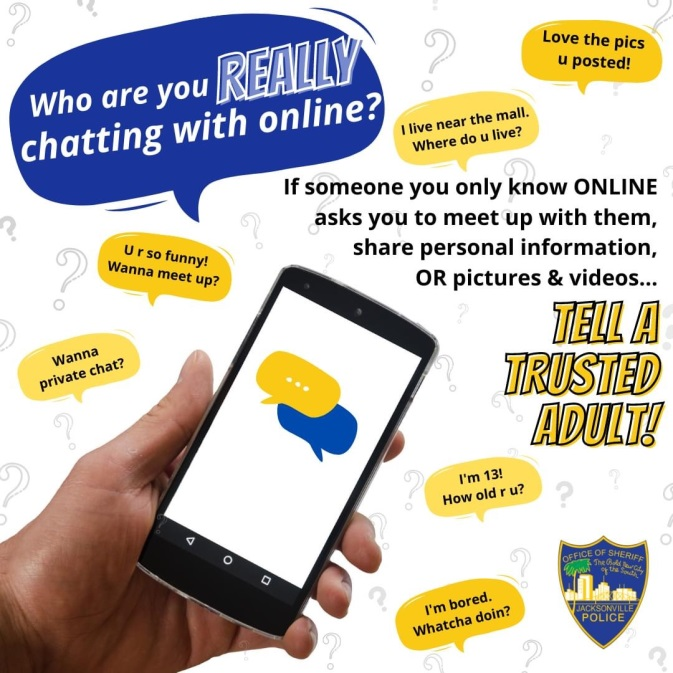 Who are you REALLY
chatting with online?
Love the pics
u posted!
I live near the mall.
Where do u live?
If someone you only know ONLINE
asks you to meet up with them,
share personal information,
OR pictures & videos...
U r so funny!
Wanna meet up?
Wanna
private chat?
TELL A
TRUSTED
ADULT!
I'm 13!
How old r u?
I'm bored.
Whatcha doin?
OFFICE OF SHERIFF
The Bold New City
of the South
JACKSONVILLE
POLICE